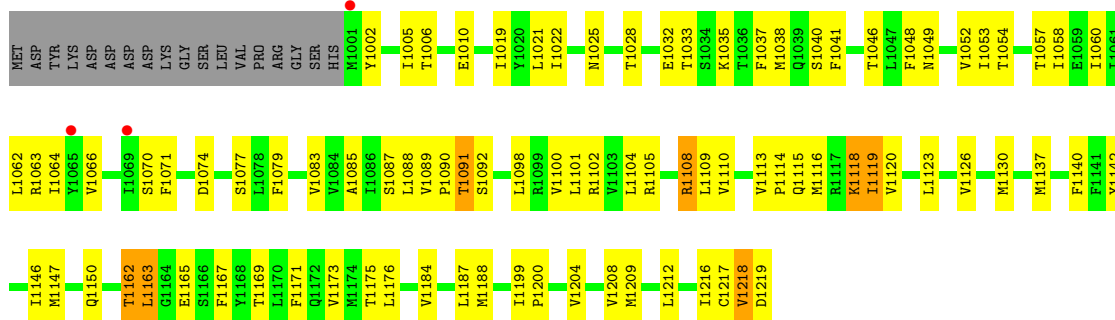 MET ASP TYR LYS ASP ASP ASP ASP LYS GLY SER LEU VAL PRO ARG GLY SER HIS M1001 Y1002 I1005 T1006 E1010 I1019 Y1020 L1021 I1022 N1025 T1028 E1032 T1033 S1034 K1035 T1036 F1037 M1038 Q1039 S1040 F1041 T1046 L1047 F1048 N1049 V1052 I1053 T1054 T1057 I1058 E1059 I1060
L1062 R1063 I1064 Y1065 V1066 I1069 S1070 F1071 D1074 S1077 L1078 F1079 V1083 V1084 A1085 I1086 S1087 L1088 V1089 P1090 T1091 S1092 L1098 R1099 V1100 L1101 R1102 V1103 L1104 R1105 R1108 L1109 V1110 V1113 P1114 Q1115 M1116 R1117 K1118 I1119 V1120 L1123 V1126 M1130 M1137 F1140 F1141
I1146 M1147 Q1150 T1162 L1163 G1164 E1165 S1166 F1167 Y1168 T1169 L1170 F1171 Q1172 V1173 M1174 T1175 L1176 V1184 L1187 M1188 I1199 P1200 V1204 V1208 M1209 L1212 I1216 C1217 V1218 D1219